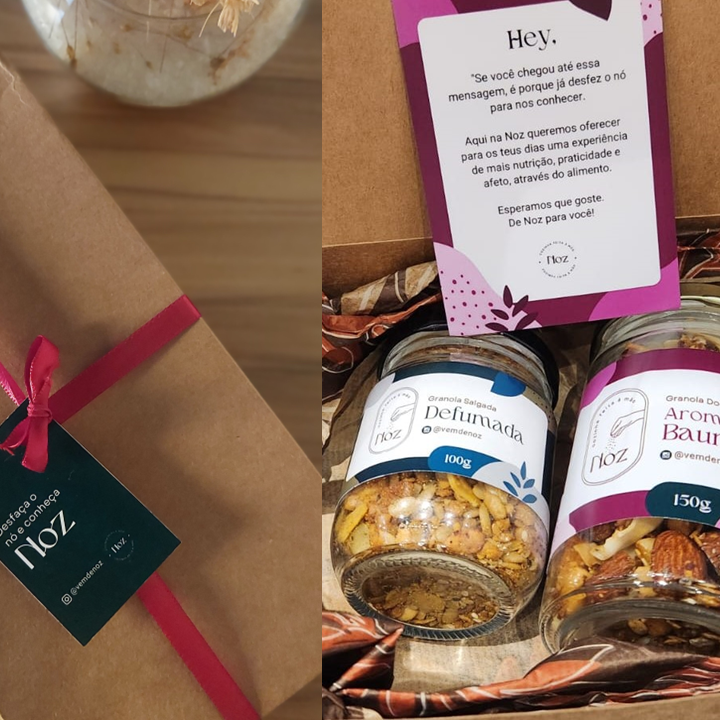 Desfaça o
nó e conheça
Noz
@vemdenoz
Noz
Hey,
"Se você chegou até essa
mensagem, é porque já desfez o nó
para nos conhecer.
Aqui na Noz queremos oferecer
para os teus dias uma experiência
de mais nutrição, praticidade e
afeto, através do alimento.
Esperamos que goste.
De Noz para você!
Noz
Noz
Granola Salgada
Defumada
@vemdenoz
100g
Noz
Granola Do
Arom
Baun
@vemden
150g